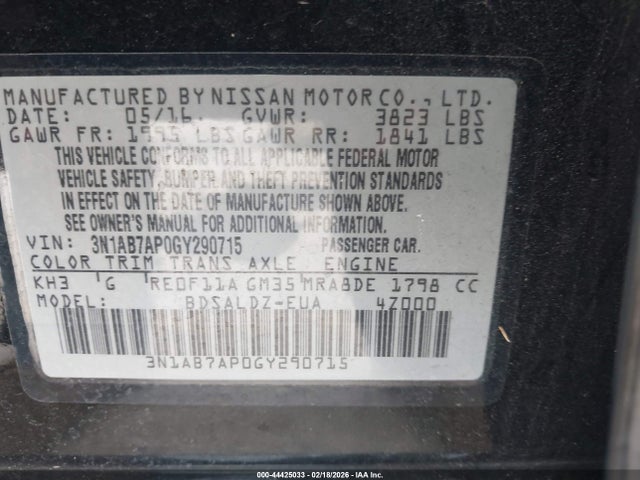 MANUFACTURED BY NISSAN MOTOR CO., LTD.
DATE: 05/16 GVWR: 3823 LBS
GAWR FR: 1995 LBS GAWR RR: 1841 LBS
THIS VEHICLE CONFORMS TO ALL APPLICABLE FEDERAL MOTOR
VEHICLE SAFETY, BUMPER AND THEFT PREVENTION STANDARDS
IN EFFECT ON THE DATE OF MANUFACTURE SHOWN ABOVE.
SEE OWNER'S MANUAL FOR ADDITIONAL INFORMATION.
VIN: 3N1AB7AP0GY290715 PASSENGER CAR.
COLOR TRIM TRANS AXLE ENGINE
KH3 G RE0F11A GM35 MRA8DE 1798 CC
MODEL: BDSALDZ-EUA 4Z000
3N1AB7AP0GY290715
000-44425033 - 02/18/2026 - IAA Inc.